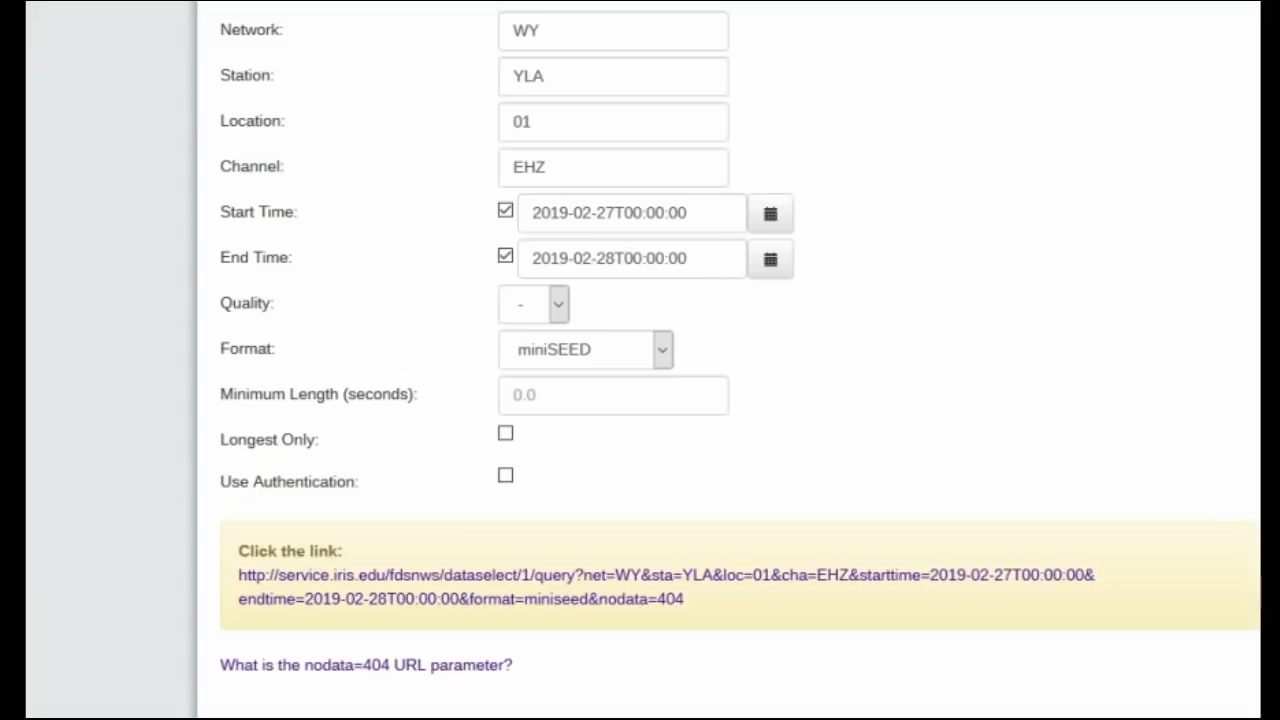 Network: WY
Station: YLA
Location: 01
Channel: EHZ
Start Time: 2019-02-27T00:00:00
End Time: 2019-02-28T00:00:00
Quality: -
Format: miniSEED
Minimum Length (seconds): 0.0
Longest Only:
Use Authentication:
Click the link:
http://service.iris.edu/fdsnws/dataselect/1/query?net=WY&sta=YLA&loc=01&cha=EHZ&starttime=2019-02-27T00:00:00&
endtime=2019-02-28T00:00:00&format=miniseed&nodata=404
What is the nodata=404 URL parameter?